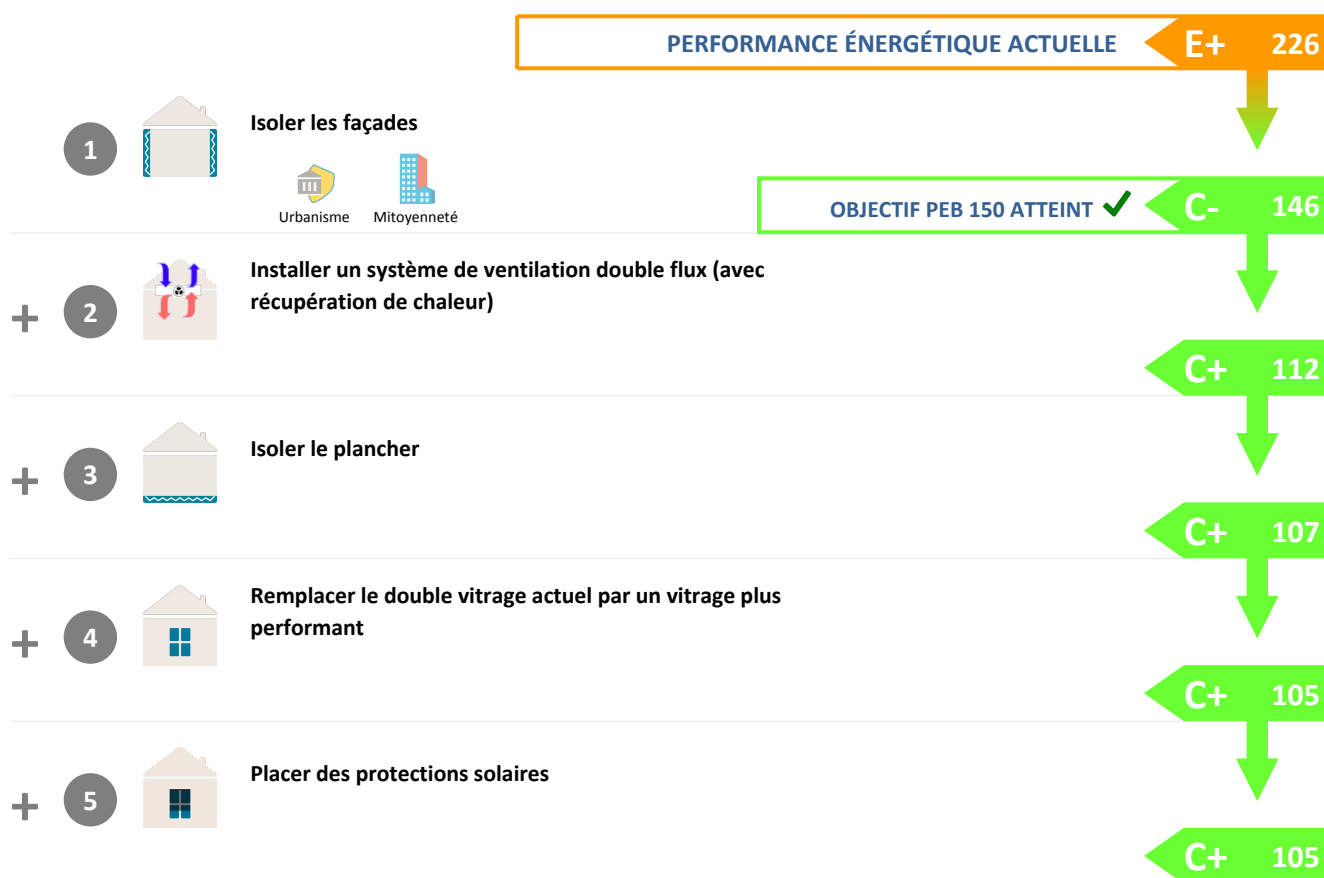 PERFORMANCE ÉNERGÉTIQUE ACTUELLE E+ 226
1 Isoler les façades
Urbanisme Mitoyenneté
OBJECTIF PEB 150 ATTEINT ✓ C- 146
+ 2 Installer un système de ventilation double flux (avec
récupération de chaleur)
C+ 112
+ 3 Isoler le plancher
C+ 107
+ 4 Remplacer le double vitrage actuel par un vitrage plus
performant
C+ 105
+ 5 Placer des protections solaires
C+ 105